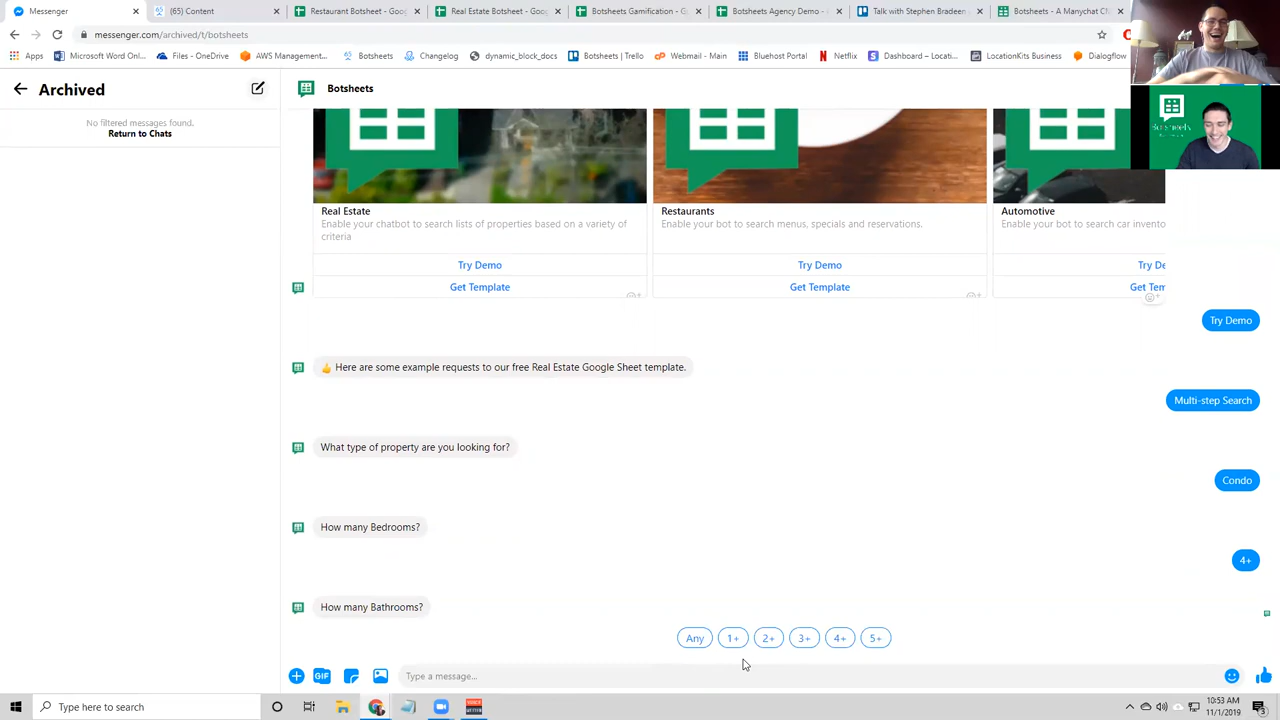 Messenger
(65) Content
Restaurant Botsheet - Goog
Real Estate Botsheet - Goog
Botsheets Gamification - G
Botsheets Agency Demo -
Talk with Stephen Braden
Botsheets - A Manychat C
messenger.com/archived/t/botsheets
Apps
Microsoft Word Onl...
Files - OneDrive
AWS Management...
Botsheets
Changelog
dynamic_block_docs
Botsheets | Trello
Webmail - Main
Bluehost Portal
Netflix
Dashboard – Locati...
LocationKits Business
Dialogflow
Archived
No filtered messages found.
Return to Chats
Botsheets
Botsheets
Real Estate
Enable your chatbot to search lists of properties based on a variety of
criteria
Try Demo
Get Template
Restaurants
Enable your bot to search menus, specials and reservations.
Try Demo
Get Template
Automotive
Enable your bot to search car invento
Try De
Get Tem
Try Demo
👍 Here are some example requests to our free Real Estate Google Sheet template.
Multi-step Search
What type of property are you looking for?
Condo
How many Bedrooms?
4+
How many Bathrooms?
Any 1+ 2+ 3+ 4+ 5+
GIF
Type a message...
Type here to search
10:53 AM
11/1/2019
3